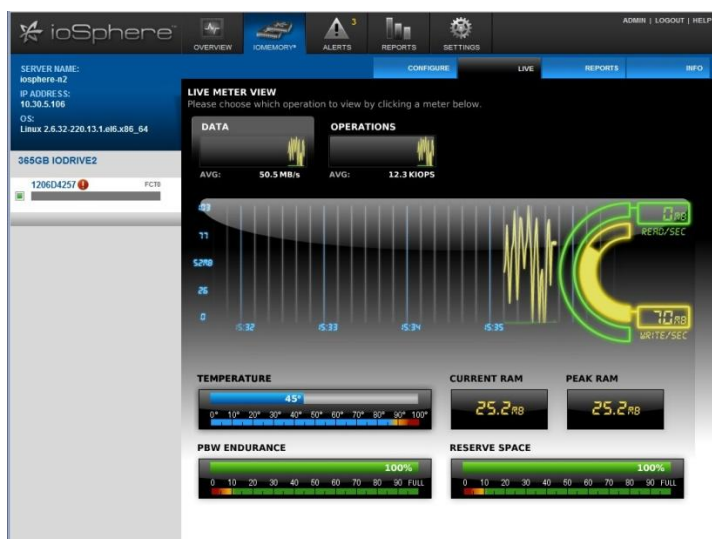 ioSphere™
OVERVIEW
IOMEMORY®
3
ALERTS
REPORTS
SETTINGS
ADMIN | LOGOUT | HELP
CONFIGURE
LIVE
REPORTS
INFO
SERVER NAME:
iosphere-n2
IP ADDRESS:
10.30.5.106
OS:
Linux 2.6.32-220.13.1.el6.x86_64
365GB IODRIVE2
1206D4257
FCT0
LIVE METER VIEW
Please choose which operation to view by clicking a meter below.
DATA
AVG: 50.5 MB/s
OPERATIONS
AVG: 12.3 KIOPS
103
77
52MB
26
0
15:32 15:33 15:34 15:35
0MB
READ/SEC
70MB
WRITE/SEC
TEMPERATURE
45°
0° 10° 20° 30° 40° 50° 60° 70° 80° 90° 100°
CURRENT RAM
25.2MB
PEAK RAM
25.2MB
PBW ENDURANCE
100%
0 10 20 30 40 50 60 70 80 90 FULL
RESERVE SPACE
100%
0 10 20 30 40 50 60 70 80 90 FULL